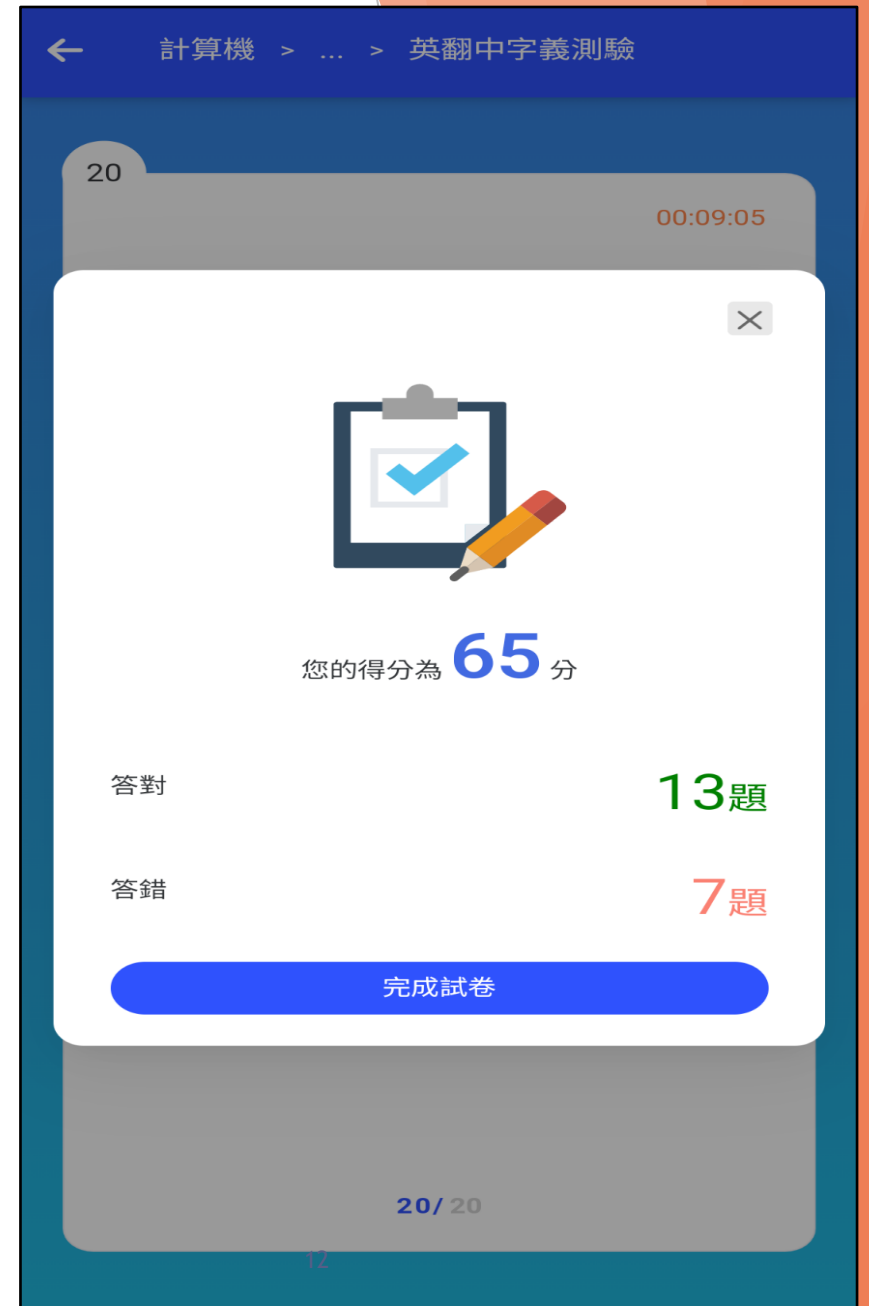 計算機 > ... > 英翻中字義測驗
20
00:09:05
您的得分為 65 分
答對 13題
答錯 7題
完成試卷
20/20
12